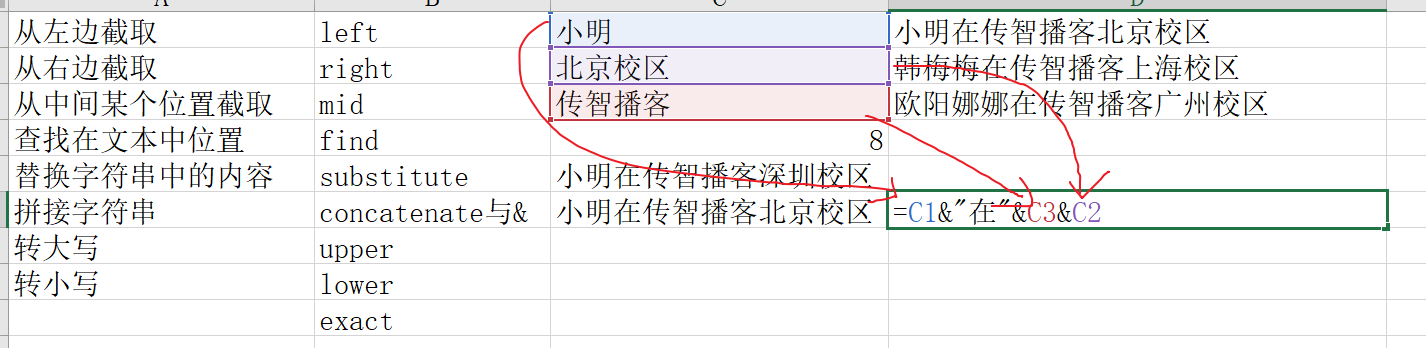 A B C D
从左边截取 left 小明 小明在传智播客北京校区
从右边截取 right 北京校区 韩梅梅在传智播客上海校区
从中间某个位置截取 mid 传智播客 欧阳娜娜在传智播客广州校区
查找在文本中位置 find 8
替换字符串中的内容 substitute 小明在传智播客深圳校区
拼接字符串 concatenate与& 小明在传智播客北京校区 =C1&"在"&C3&C2
转大写 upper
转小写 lower
exact